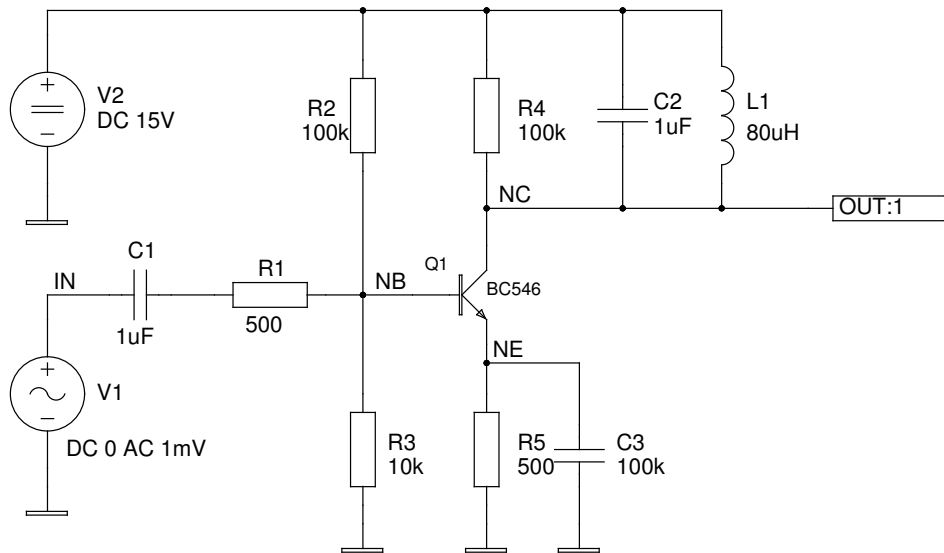 V2
DC 15V
R2
100k
R4
100k
C2
1uF
L1
80uH
NC
OUT:1
C1
1uF
IN
R1
500
NB
Q1
BC546
NE
V1
DC 0 AC 1mV
R3
10k
R5
500
C3
100k